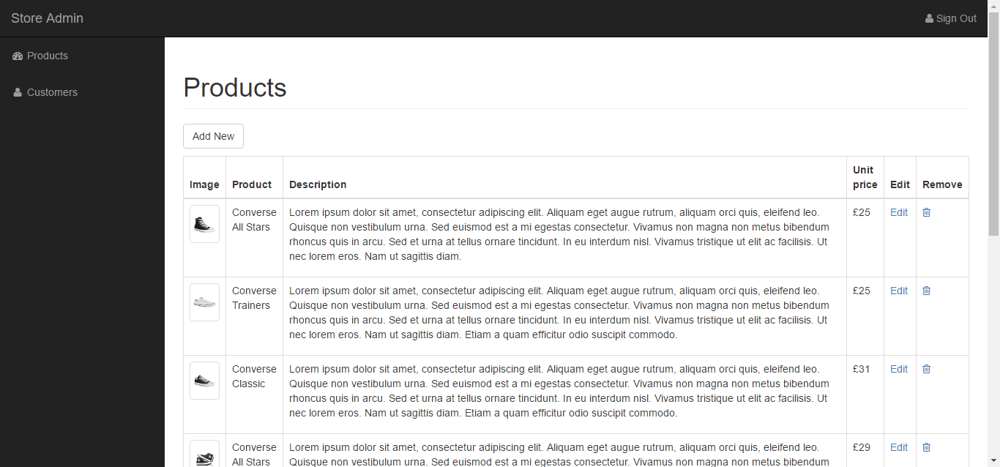 Store Admin
Sign Out
Products
Customers
Products
Add New
Image Product Description Unit price Edit Remove
Converse All Stars
Lorem ipsum dolor sit amet, consectetur adipiscing elit. Aliquam eget augue rutrum, aliquam orci quis, eleifend leo.
Quisque non vestibulum urna. Sed euismod est a mi egestas consectetur. Vivamus non magna non metus bibendum
rhoncus quis in arcu. Sed et urna at tellus ornare tincidunt. In eu interdum nisl. Vivamus tristique ut elit ac facilisis. Ut
nec lorem eros. Nam ut sagittis diam.
£25 Edit
Converse Trainers
Lorem ipsum dolor sit amet, consectetur adipiscing elit. Aliquam eget augue rutrum, aliquam orci quis, eleifend leo.
Quisque non vestibulum urna. Sed euismod est a mi egestas consectetur. Vivamus non magna non metus bibendum
rhoncus quis in arcu. Sed et urna at tellus ornare tincidunt. In eu interdum nisl. Vivamus tristique ut elit ac facilisis. Ut
nec lorem eros. Nam ut sagittis diam. Etiam a quam efficitur odio suscipit commodo.
£25 Edit
Converse Classic
Lorem ipsum dolor sit amet, consectetur adipiscing elit. Aliquam eget augue rutrum, aliquam orci quis, eleifend leo.
Quisque non vestibulum urna. Sed euismod est a mi egestas consectetur. Vivamus non magna non metus bibendum
rhoncus quis in arcu. Sed et urna at tellus ornare tincidunt. In eu interdum nisl. Vivamus tristique ut elit ac facilisis. Ut
nec lorem eros. Nam ut sagittis diam. Etiam a quam efficitur odio suscipit commodo.
£31 Edit
Converse All Stars
Lorem ipsum dolor sit amet, consectetur adipiscing elit. Aliquam eget augue rutrum, aliquam orci quis, eleifend leo.
Quisque non vestibulum urna. Sed euismod est a mi egestas consectetur. Vivamus non magna non metus bibendum
£29 Edit